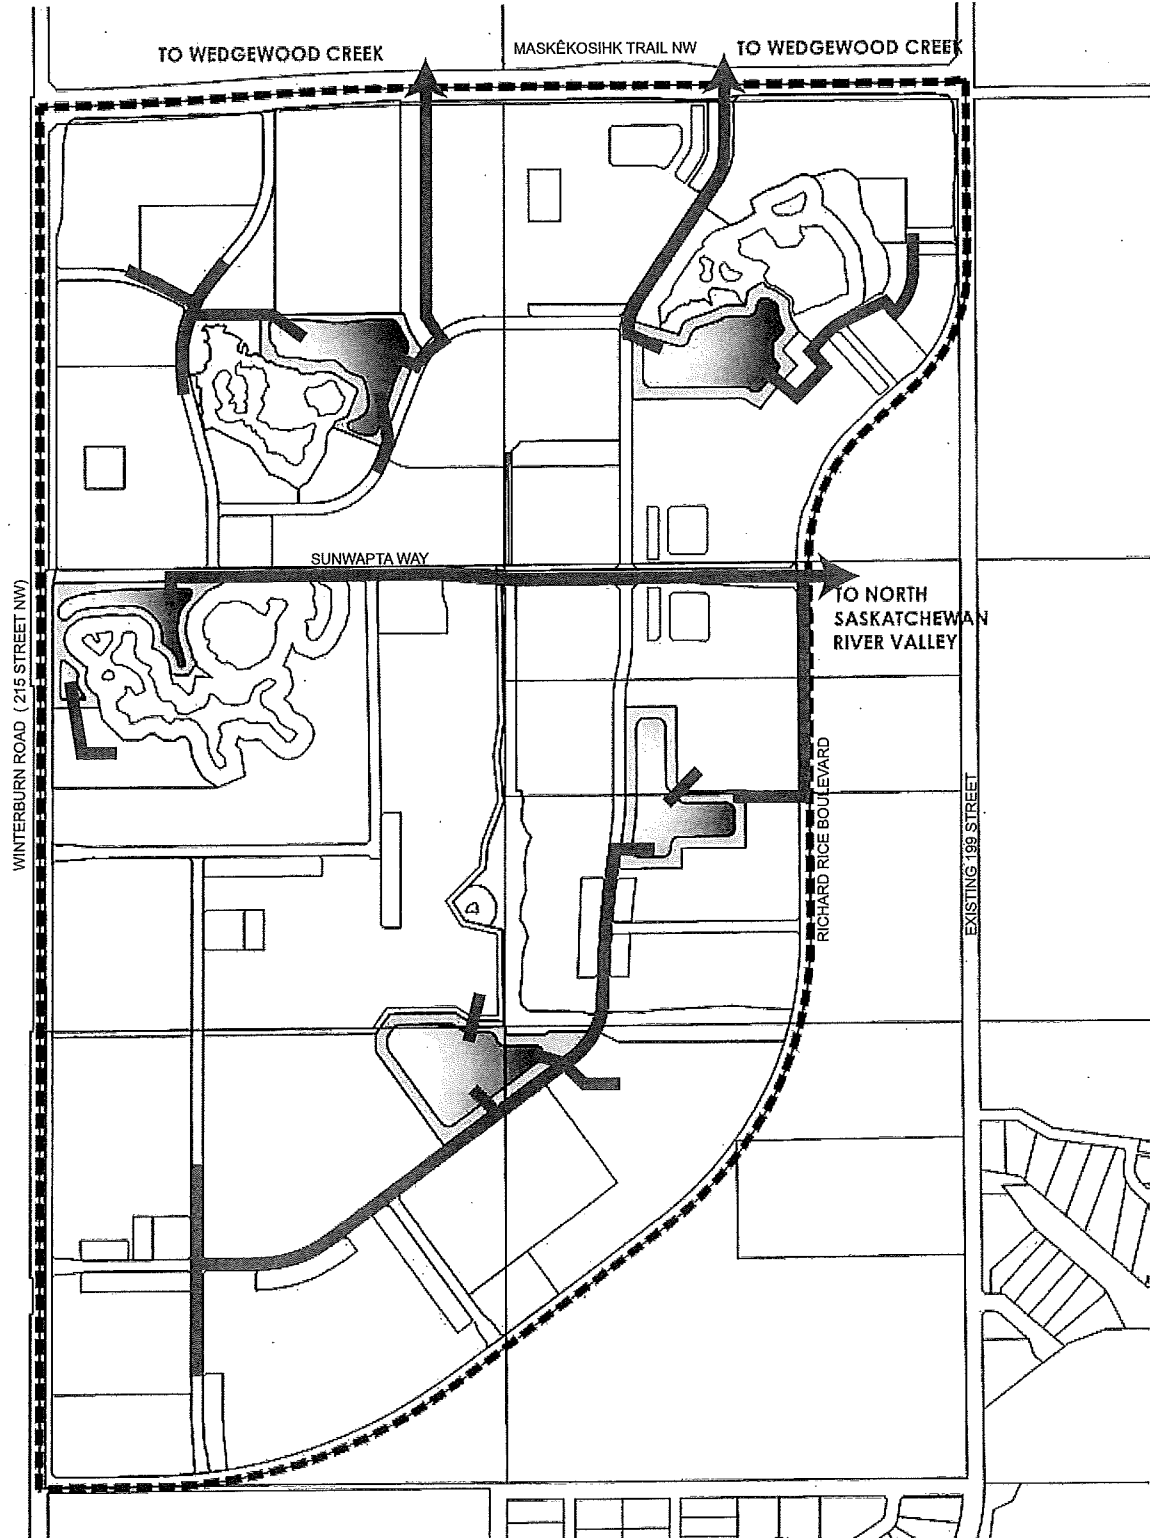 TO WEDGEWOOD CREEK
MASKÊKOSIHK TRAIL NW
TO WEDGEWOOD CREEK
SUNWAPTA WAY
TO NORTH
SASKATCHEWAN
RIVER VALLEY
WINTERBURN ROAD ( 215 STREET NW)
RICHARD RICE BOULEVARD
EXISTING 199 STREET